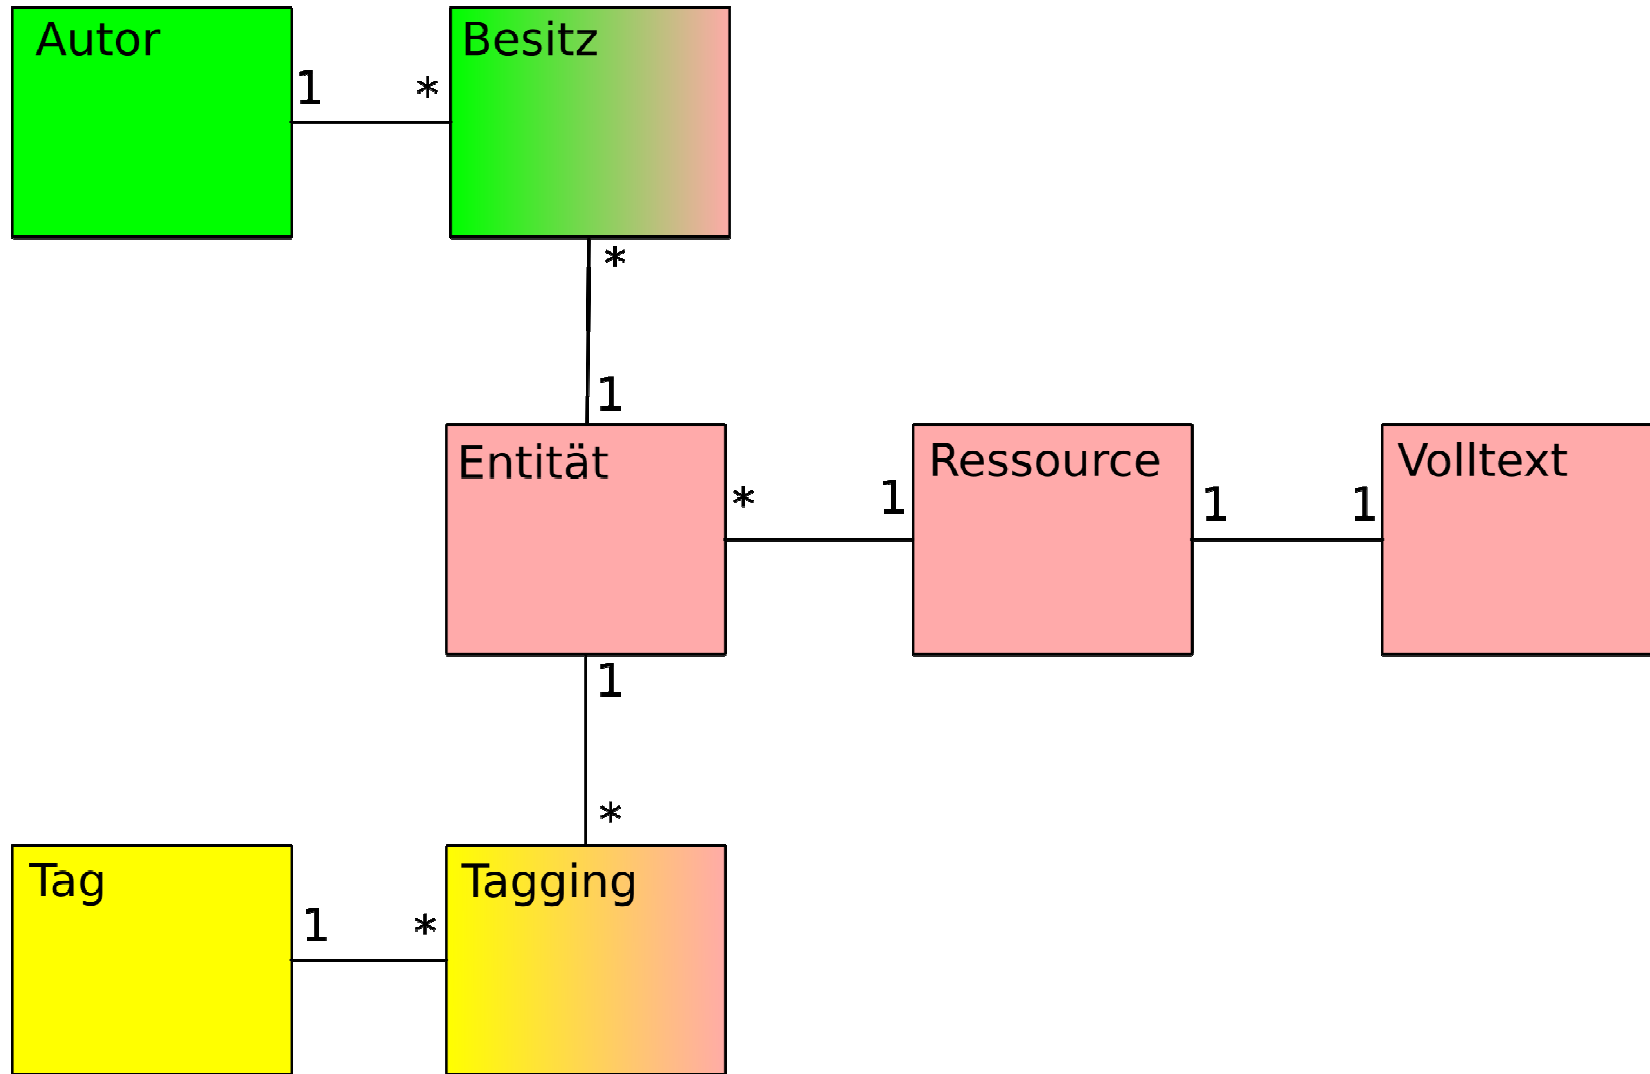 Autor
1
*
Besitz
*
1
Entität
*
1
Ressource
1
1
Volltext
1
*
Tag
1
*
Tagging